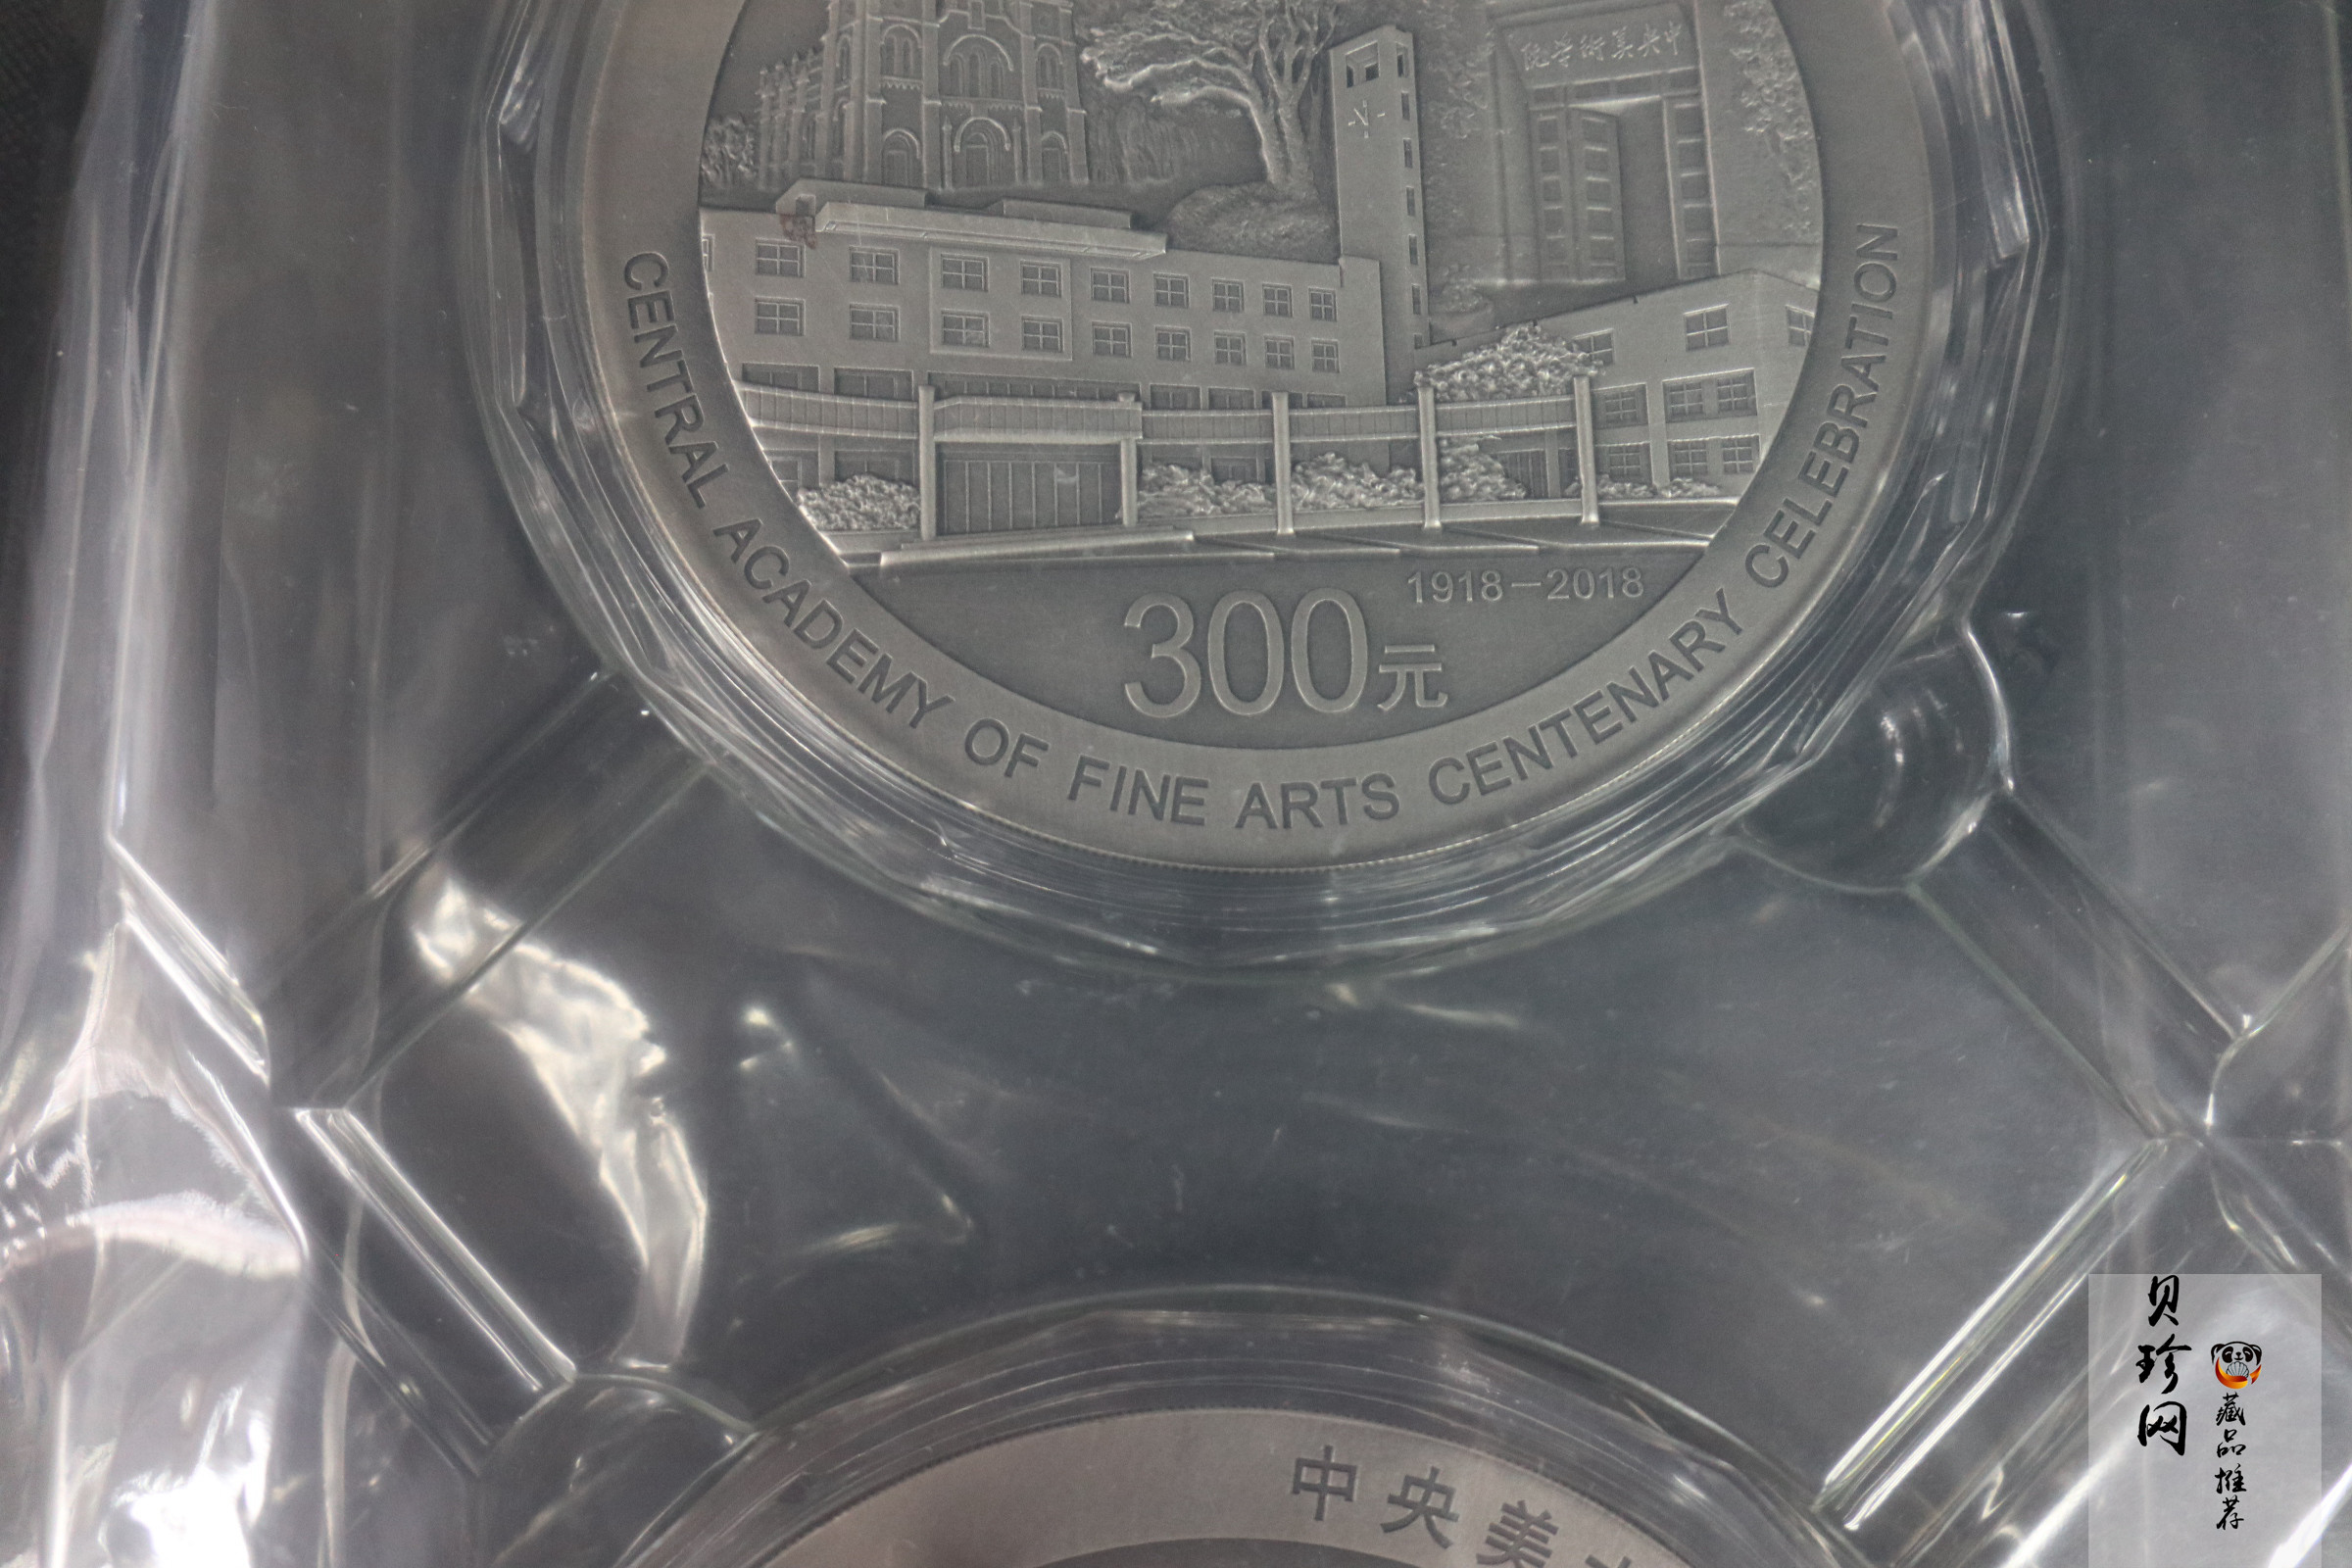 中央美術学院
1918-2018
300元
CENTRAL ACADEMY OF FINE ARTS CENTENARY CELEBRATION
中央美
贝珍网
藏品推荐